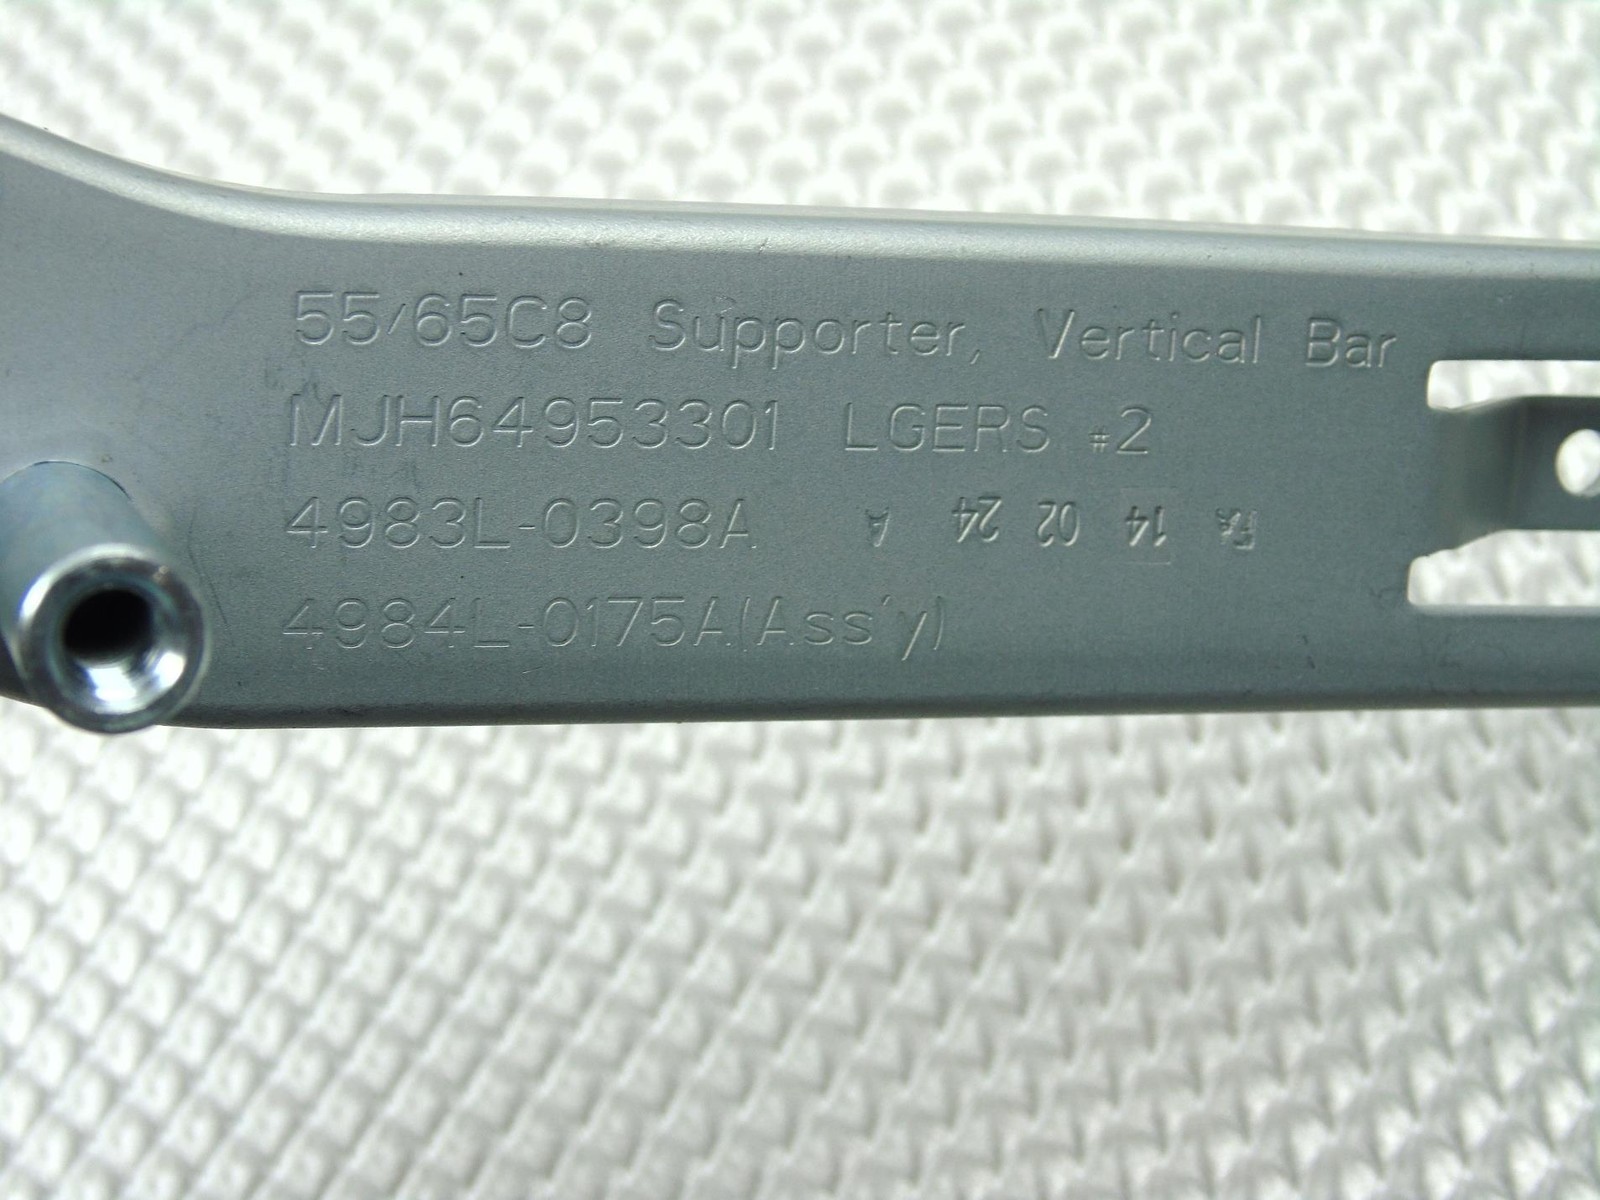 55/65C8 Supporter, Vertical Bar
MJH64953301 LGERS #2
4983L-0398A A 24 02 14
4984L-0175A(Ass'y)